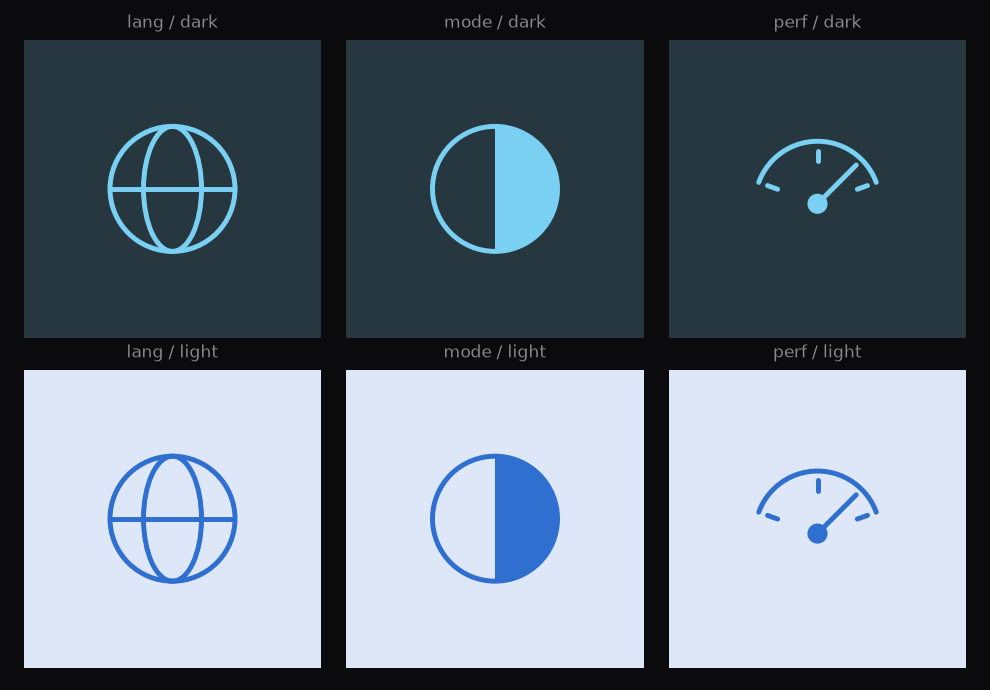 lang / dark
mode / dark
perf / dark
lang / light
mode / light
perf / light